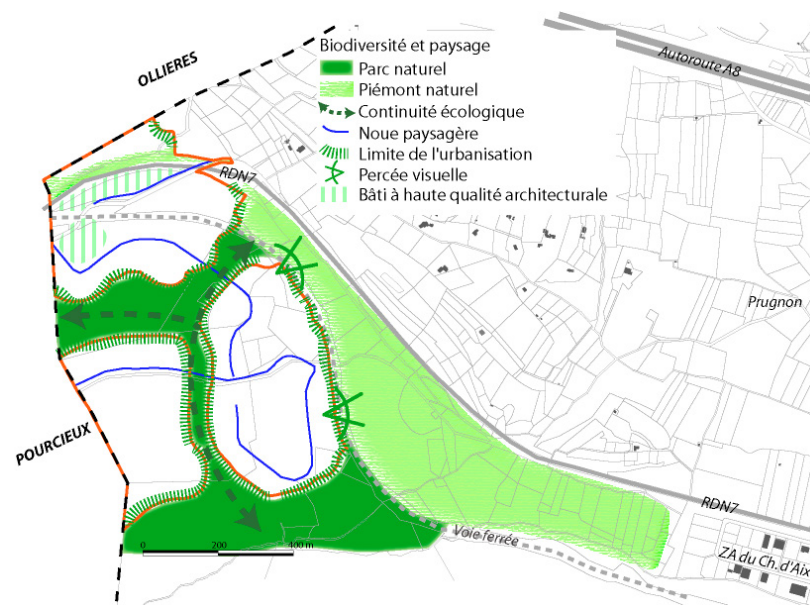 Biodiversité et paysage
Parc naturel
Piémont naturel
Continuité écologique
Noue paysagère
Limite de l'urbanisation
Percée visuelle
Bâti à haute qualité architecturale
OLLIERES
Autoroute A8
RDN7
Prugnon
POURCIEUX
RDN7
Voie ferrée
ZA du Ch. d'Aix
0 200 400 m